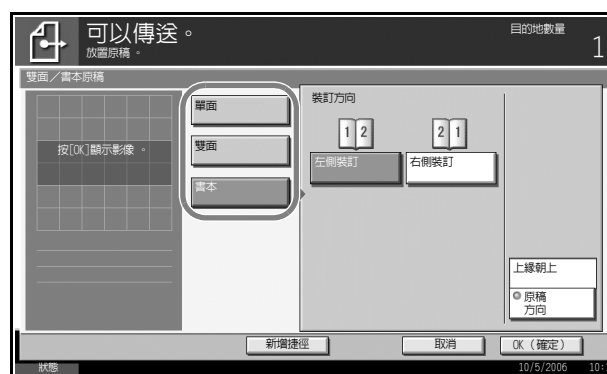 可以傳送。
放置原稿。
目的地數量
1
雙面／書本原稿
按[OK]顯示影像。
單面
雙面
書本
裝訂方向
1 2
2 1
左側裝訂
右側裝訂
上緣朝上
原稿
方向
新增捷徑
取消
OK（確定）
狀態
10/5/2006
10: